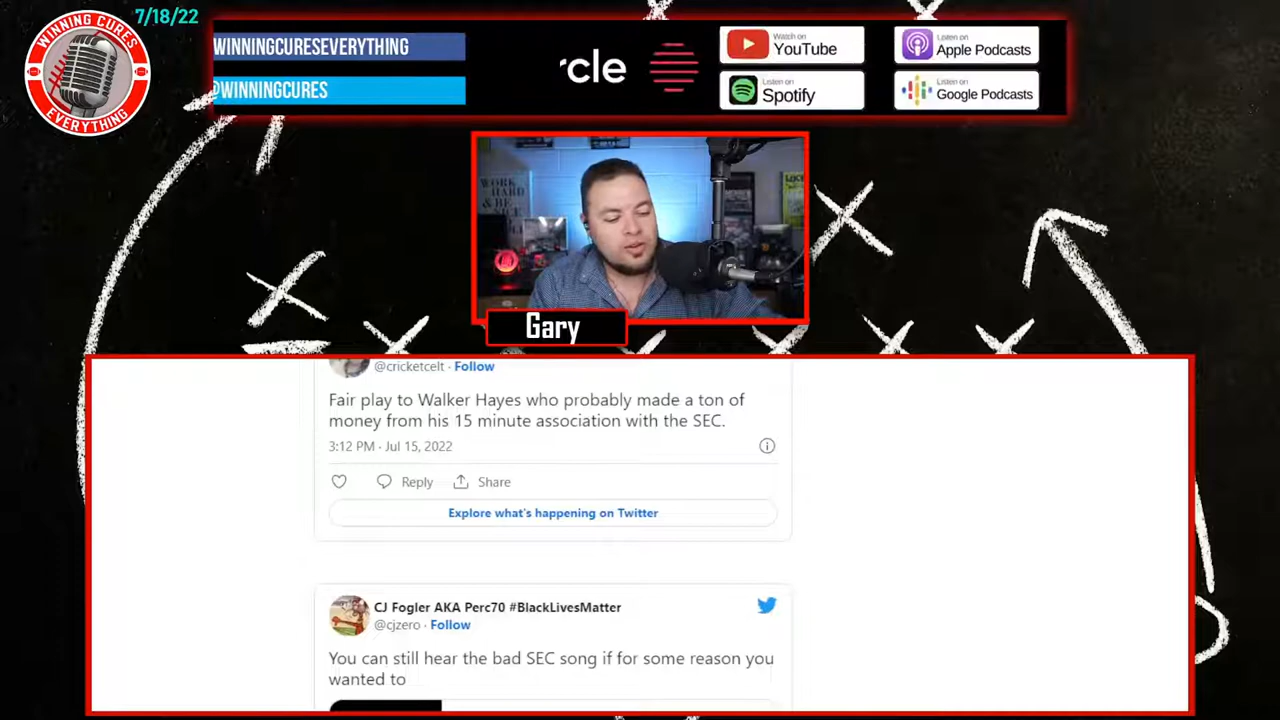 7/18/22
WINNING CURES
EVERYTHING
WINNINGCURESEVERYTHING
@WINNINGCURES
rcle
Watch on
YouTube
Listen on
Spotify
Listen on
Apple Podcasts
Listen on
Google Podcasts
WORK
HARD
& BE
Gary
@cricketcelt · Follow
Fair play to Walker Hayes who probably made a ton of
money from his 15 minute association with the SEC.
3:12 PM · Jul 15, 2022
Reply
Share
Explore what's happening on Twitter
CJ Fogler AKA Perc70 #BlackLivesMatter
@cjzero · Follow
You can still hear the bad SEC song if for some reason you
wanted to